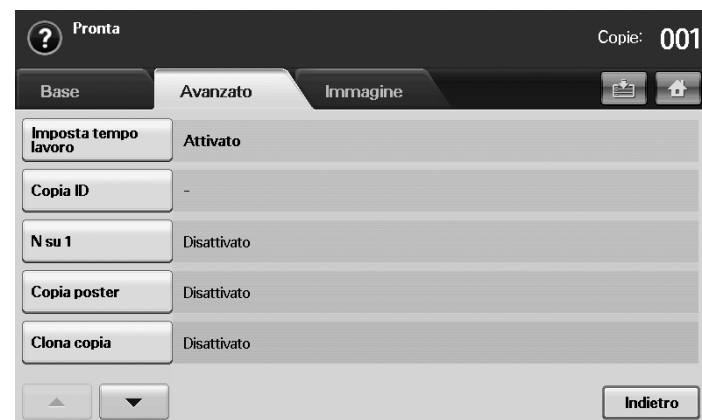 ? Pronta
Copie: 001
Base Avanzato Immagine
Imposta tempo
lavoro
Attivato
Copia ID -
N su 1 Disattivato
Copia poster Disattivato
Clona copia Disattivato
Indietro